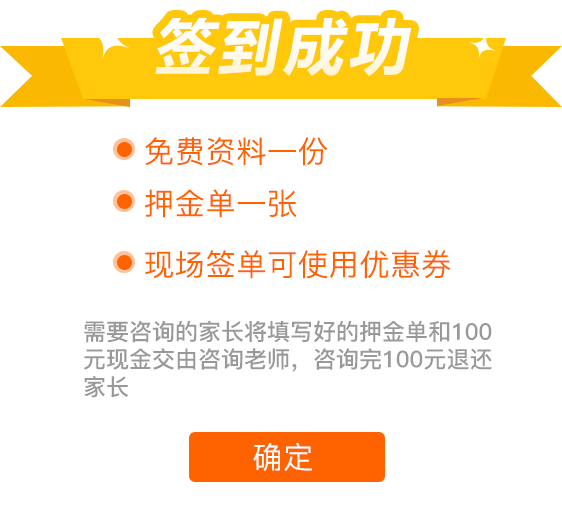 签到成功
免费资料一份
押金单一张
现场签单可使用优惠券
需要咨询的家长将填写好的押金单和100
元现金交由咨询老师，咨询完100元退还
家长
确定